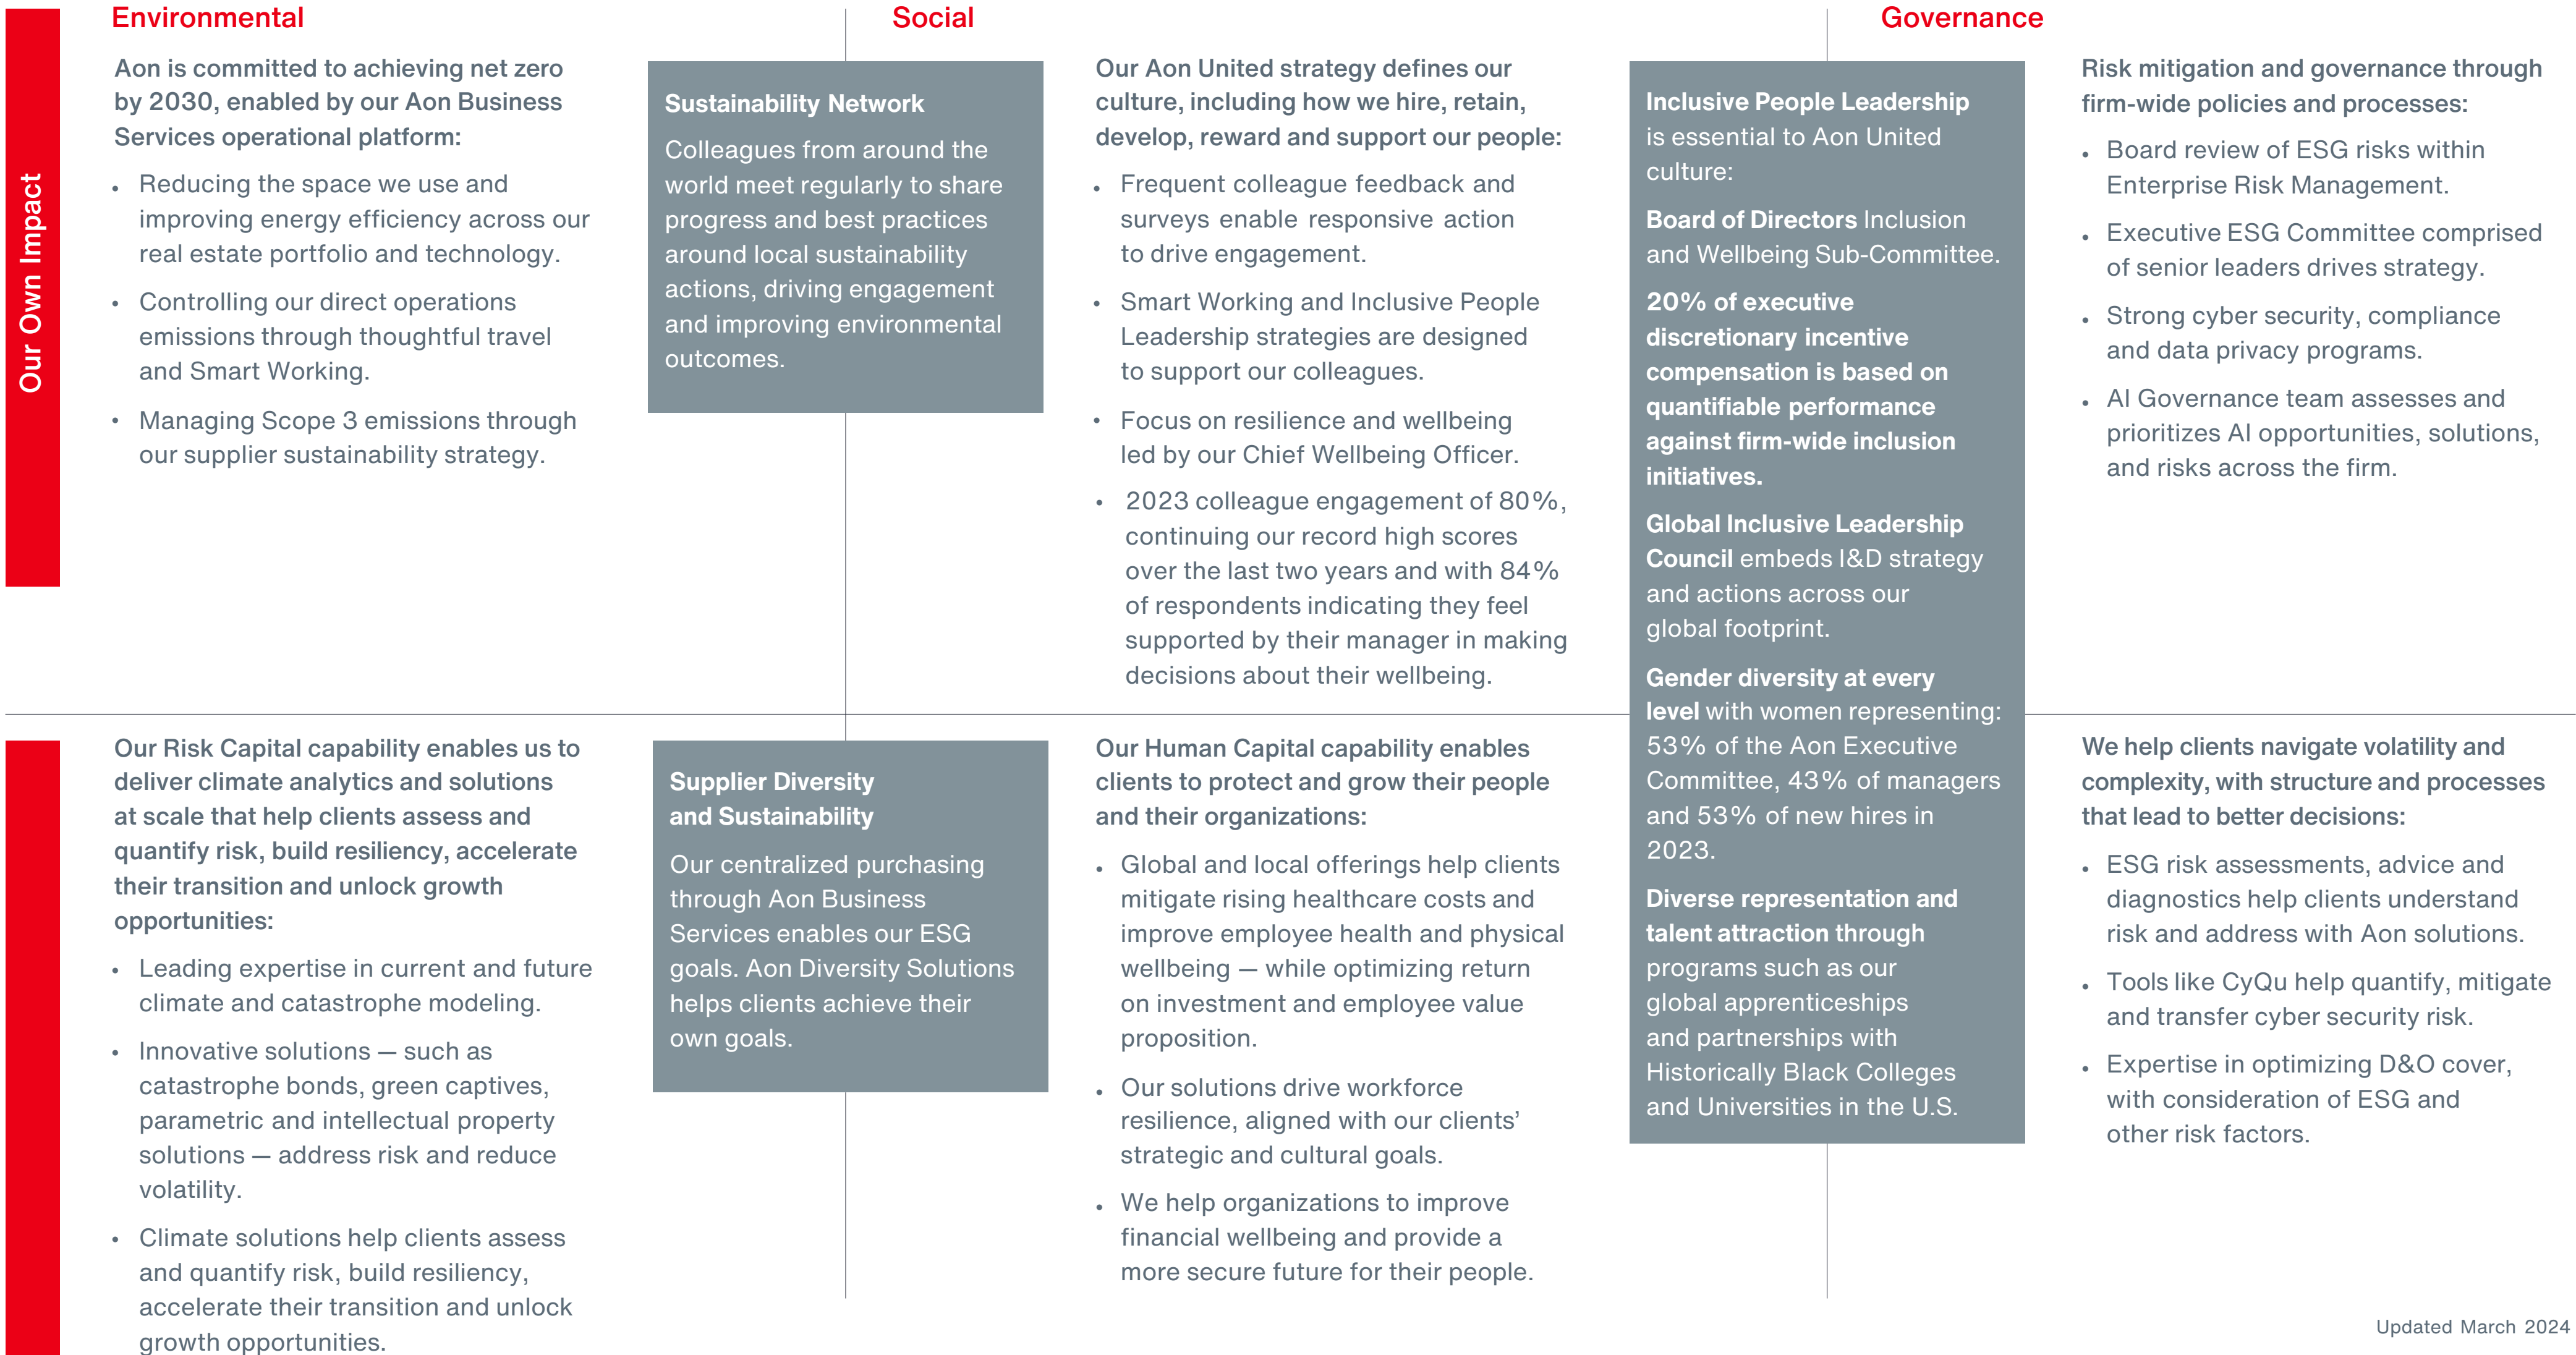 Environmental
Social
Governance
Our Own Impact
Aon is committed to achieving net zero
by 2030, enabled by our Aon Business
Services operational platform:
• Reducing the space we use and
improving energy efficiency across our
real estate portfolio and technology.
• Controlling our direct operations
emissions through thoughtful travel
and Smart Working.
• Managing Scope 3 emissions through
our supplier sustainability strategy.
Sustainability Network
Colleagues from around the
world meet regularly to share
progress and best practices
around local sustainability
actions, driving engagement
and improving environmental
outcomes.
Our Aon United strategy defines our
culture, including how we hire, retain,
develop, reward and support our people:
• Frequent colleague feedback and
surveys enable responsive action
to drive engagement.
• Smart Working and Inclusive People
Leadership strategies are designed
to support our colleagues.
• Focus on resilience and wellbeing
led by our Chief Wellbeing Officer.
• 2023 colleague engagement of 80%,
continuing our record high scores
over the last two years and with 84%
of respondents indicating they feel
supported by their manager in making
decisions about their wellbeing.
Inclusive People Leadership
is essential to Aon United
culture:
Board of Directors Inclusion
and Wellbeing Sub-Committee.
20% of executive
discretionary incentive
compensation is based on
quantifiable performance
against firm-wide inclusion
initiatives.
Global Inclusive Leadership
Council embeds I&D strategy
and actions across our
global footprint.
Gender diversity at every
level with women representing:
53% of the Aon Executive
Committee, 43% of managers
and 53% of new hires in
2023.
Diverse representation and
talent attraction through
programs such as our
global apprenticeships
and partnerships with
Historically Black Colleges
and Universities in the U.S.
Risk mitigation and governance through
firm-wide policies and processes:
• Board review of ESG risks within
Enterprise Risk Management.
• Executive ESG Committee comprised
of senior leaders drives strategy.
• Strong cyber security, compliance
and data privacy programs.
• AI Governance team assesses and
prioritizes AI opportunities, solutions,
and risks across the firm.
Our Risk Capital capability enables us to
deliver climate analytics and solutions
at scale that help clients assess and
quantify risk, build resiliency, accelerate
their transition and unlock growth
opportunities:
• Leading expertise in current and future
climate and catastrophe modeling.
• Innovative solutions — such as
catastrophe bonds, green captives,
parametric and intellectual property
solutions — address risk and reduce
volatility.
• Climate solutions help clients assess
and quantify risk, build resiliency,
accelerate their transition and unlock
growth opportunities.
Supplier Diversity
and Sustainability
Our centralized purchasing
through Aon Business
Services enables our ESG
goals. Aon Diversity Solutions
helps clients achieve their
own goals.
Our Human Capital capability enables
clients to protect and grow their people
and their organizations:
• Global and local offerings help clients
mitigate rising healthcare costs and
improve employee health and physical
wellbeing — while optimizing return
on investment and employee value
proposition.
• Our solutions drive workforce
resilience, aligned with our clients’
strategic and cultural goals.
• We help organizations to improve
financial wellbeing and provide a
more secure future for their people.
We help clients navigate volatility and
complexity, with structure and processes
that lead to better decisions:
• ESG risk assessments, advice and
diagnostics help clients understand
risk and address with Aon solutions.
• Tools like CyQu help quantify, mitigate
and transfer cyber security risk.
• Expertise in optimizing D&O cover,
with consideration of ESG and
other risk factors.
Updated March 2024